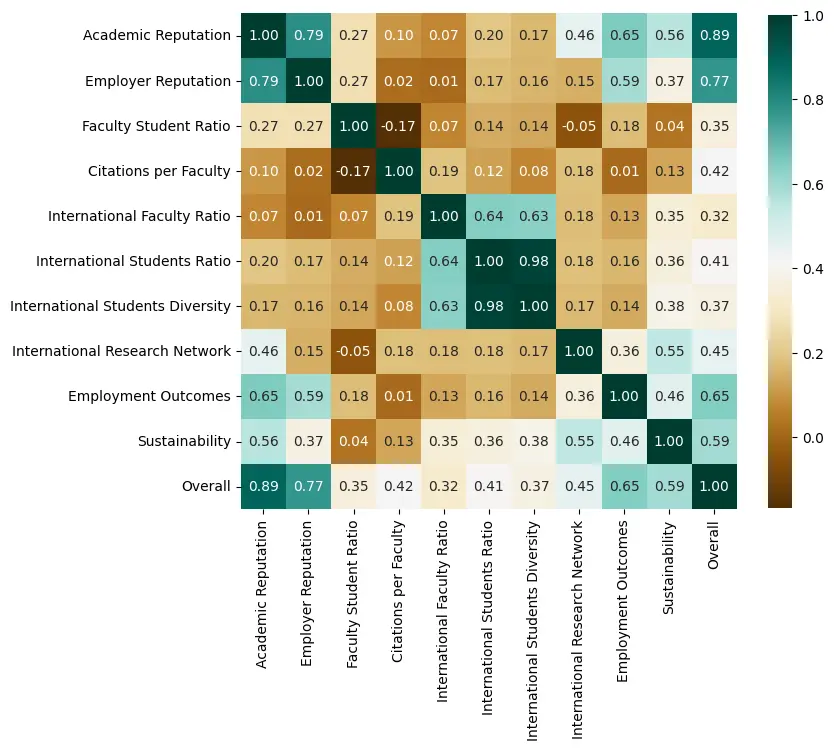 Academic Reputation 1.00 0.79 0.27 0.10 0.07 0.20 0.17 0.46 0.65 0.56 0.89
Employer Reputation 0.79 1.00 0.27 0.02 0.01 0.17 0.16 0.15 0.59 0.37 0.77
Faculty Student Ratio 0.27 0.27 1.00 -0.17 0.07 0.14 0.14 -0.05 0.18 0.04 0.35
Citations per Faculty 0.10 0.02 -0.17 1.00 0.19 0.12 0.08 0.18 0.01 0.13 0.42
International Faculty Ratio 0.07 0.01 0.07 0.19 1.00 0.64 0.63 0.18 0.13 0.35 0.32
International Students Ratio 0.20 0.17 0.14 0.12 0.64 1.00 0.98 0.18 0.16 0.36 0.41
International Students Diversity 0.17 0.16 0.14 0.08 0.63 0.98 1.00 0.17 0.14 0.38 0.37
International Research Network 0.46 0.15 -0.05 0.18 0.18 0.18 0.17 1.00 0.36 0.55 0.45
Employment Outcomes 0.65 0.59 0.18 0.01 0.13 0.16 0.14 0.36 1.00 0.46 0.65
Sustainability 0.56 0.37 0.04 0.13 0.35 0.36 0.38 0.55 0.46 1.00 0.59
Overall 0.89 0.77 0.35 0.42 0.32 0.41 0.37 0.45 0.65 0.59 1.00
Academic Reputation
Employer Reputation
Faculty Student Ratio
Citations per Faculty
International Faculty Ratio
International Students Ratio
International Students Diversity
International Research Network
Employment Outcomes
Sustainability
Overall
1.0
0.8
0.6
0.4
0.2
0.0